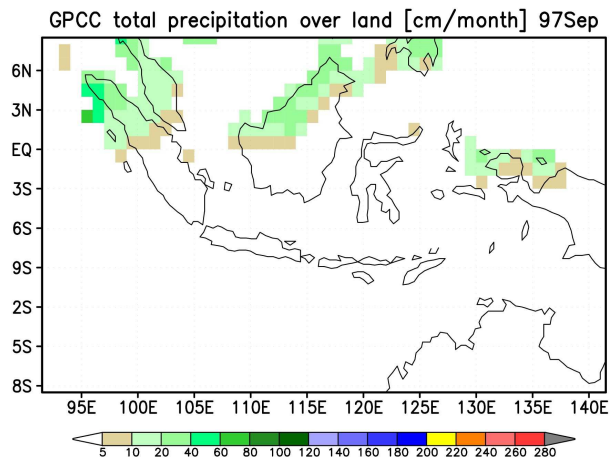 GPCC total precipitation over land [cm/month] 97Sep
6N
3N
EQ
3S
6S
9S
2S
5S
8S
95E 100E 105E 110E 115E 120E 125E 130E 135E 140E
5 10 20 40 60 80 100 120 140 160 180 200 220 240 260 280